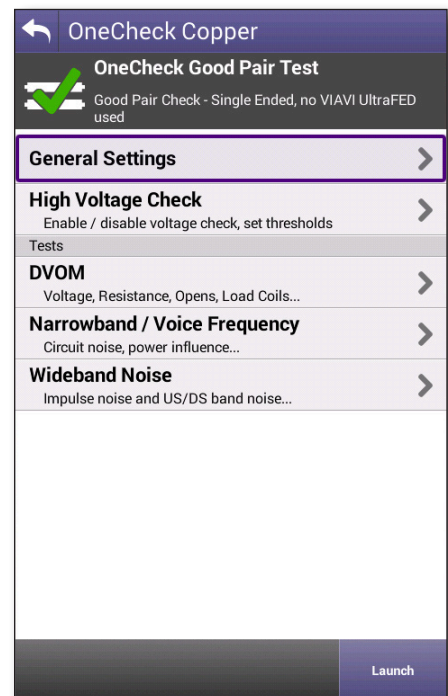 OneCheck Copper
OneCheck Good Pair Test
Good Pair Check - Single Ended, no VIAVI UltraFED
used
General Settings
High Voltage Check
Enable / disable voltage check, set thresholds
Tests
DVOM
Voltage, Resistance, Opens, Load Coils...
Narrowband / Voice Frequency
Circuit noise, power influence...
Wideband Noise
Impulse noise and US/DS band noise...
Launch